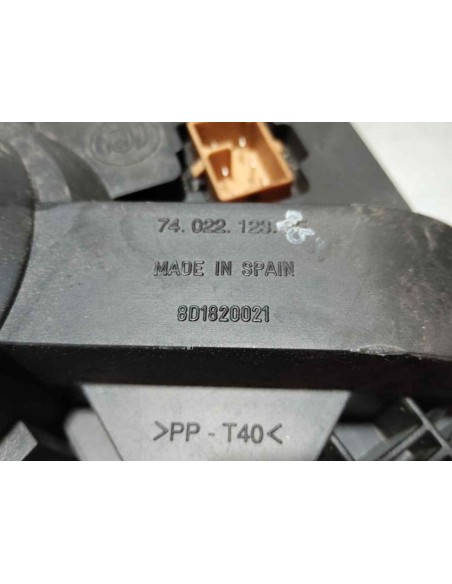 74.022.123.
MADE IN SPAIN
8D1820021
>PP - T40<